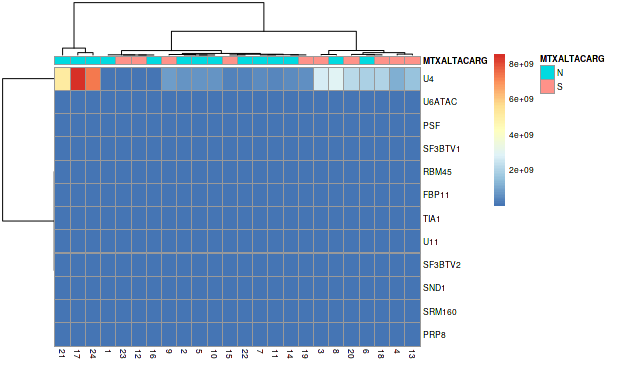 MTXALTACARG
U4
U6ATAC
PSF
SF3BTV1
RBM45
FBP11
TIA1
U11
SF3BTV2
SND1
SRM160
PRP8
21 17 24 1 23 12 16 9 2 5 10 15 22 7 11 14 19 3 8 20 6 18 4 13
8e+09
6e+09
4e+09
2e+09
MTXALTACARG
N
S